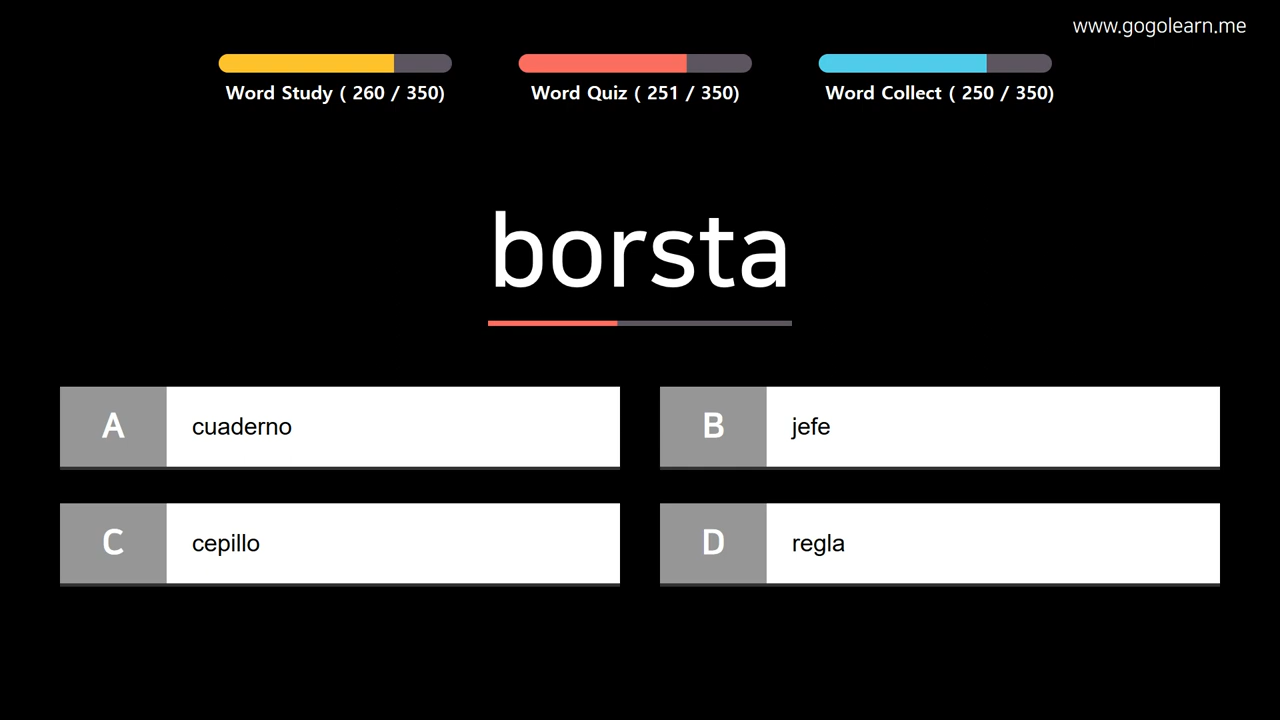 www.gogolearn.me
Word Study ( 260 / 350)
Word Quiz ( 251 / 350)
Word Collect ( 250 / 350)
borsta
A cuaderno
B jefe
C cepillo
D regla